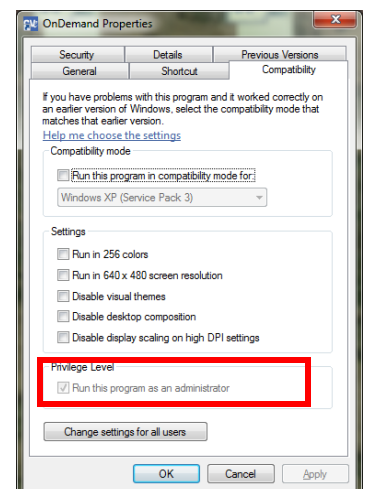 OnDemand Properties
Security Details Previous Versions
General Shortcut Compatibility
If you have problems with this program and it worked correctly on
an earlier version of Windows, select the compatibility mode that
matches that earlier version.
Help me choose the settings
Compatibility mode
Run this program in compatibility mode for:
Windows XP (Service Pack 3)
Settings
Run in 256 colors
Run in 640 x 480 screen resolution
Disable visual themes
Disable desktop composition
Disable display scaling on high DPI settings
Privilege Level
Run this program as an administrator
Change settings for all users
OK Cancel Apply